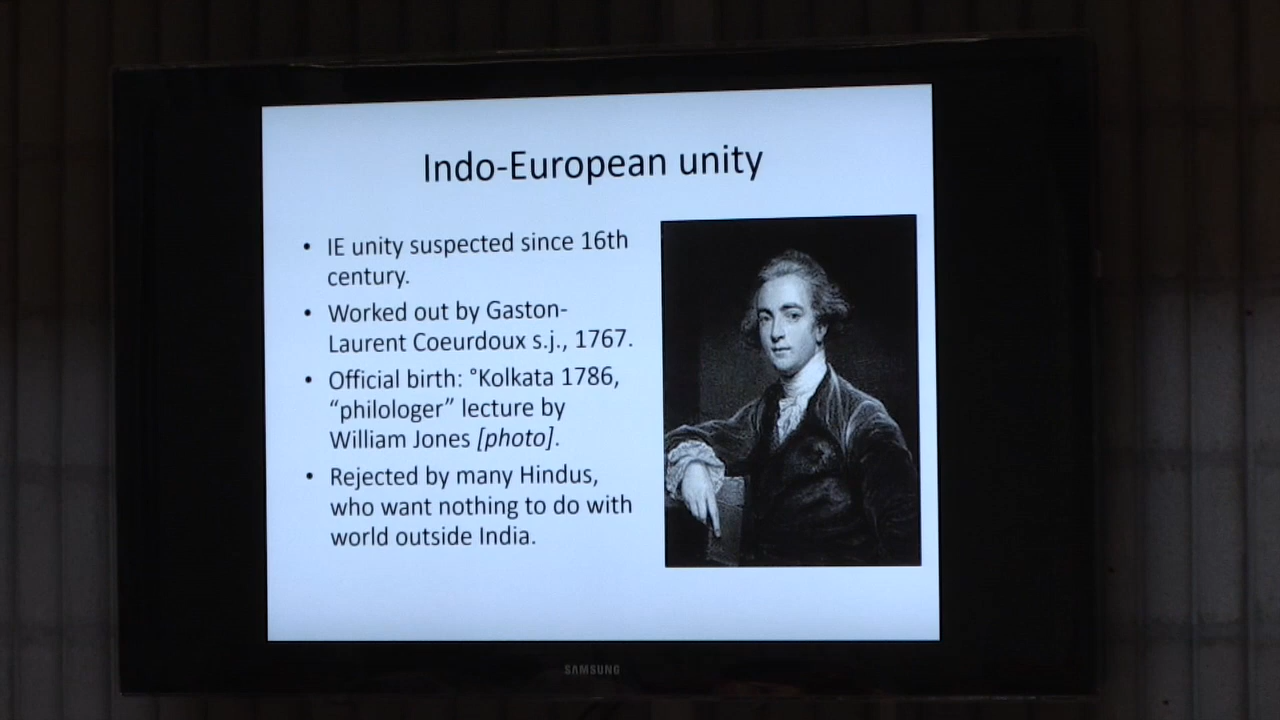 Indo-European unity
• IE unity suspected since 16th
century.
• Worked out by Gaston-
Laurent Coeurdoux s.j., 1767.
• Official birth: °Kolkata 1786,
“philologer” lecture by
William Jones [photo].
• Rejected by many Hindus,
who want nothing to do with
world outside India.
SAMSUNG